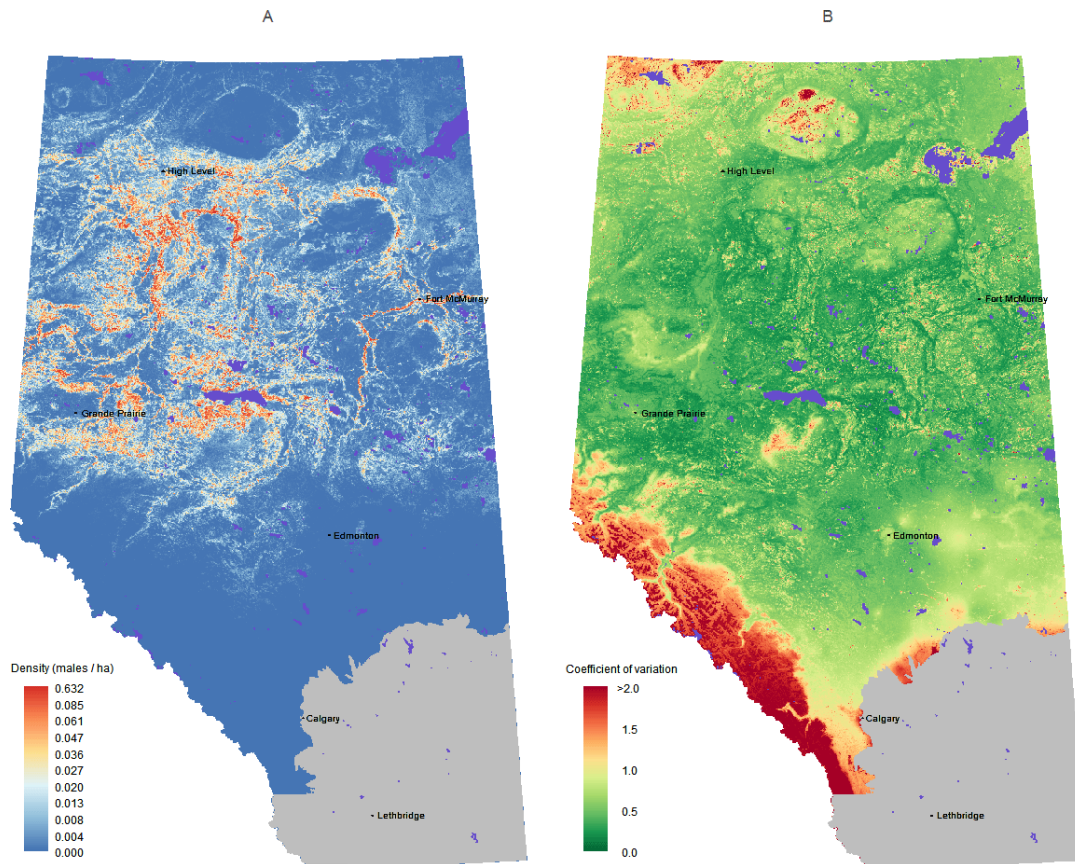 A
B
High Level
Fort McMurray
Grande Prairie
Edmonton
Calgary
Lethbridge
Density (males / ha)
0.632
0.085
0.061
0.047
0.036
0.027
0.020
0.013
0.008
0.004
0.000
High Level
Fort McMurray
Grande Prairie
Edmonton
Calgary
Lethbridge
Coefficient of variation
>2.0
1.5
1.0
0.5
0.0